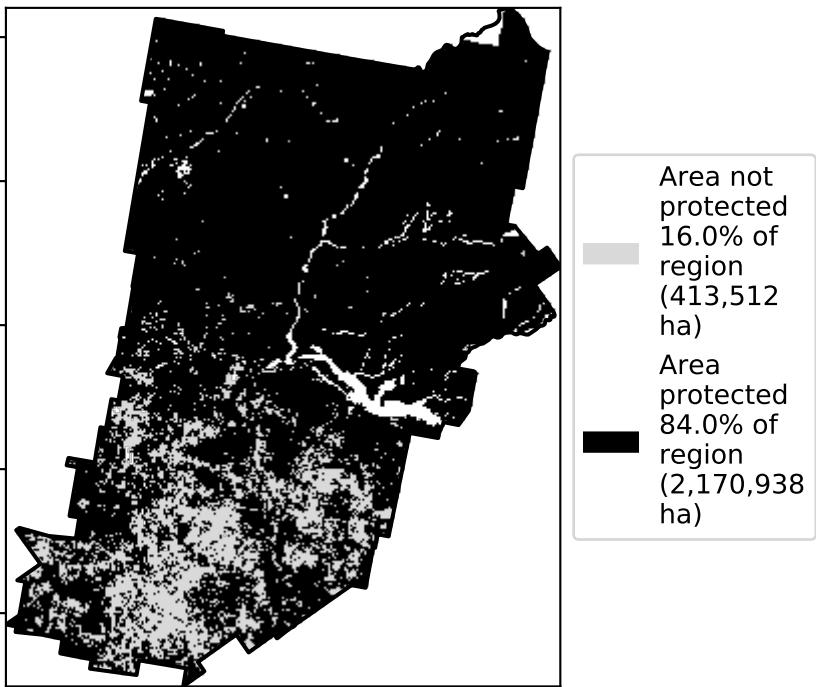 Area not
protected
16.0% of
region
(413,512
ha)
Area
protected
84.0% of
region
(2,170,938
ha)